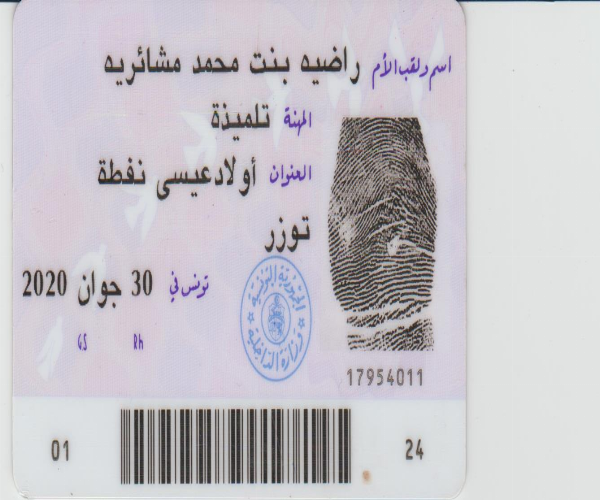 اسم و لقب الأم راضيه بنت محمد مشائريه
المهنة تلميذة
العنوان أولادعيسى نفطة
توزر
تونس في 30 جوان 2020
GS Rh
الجمهورية التونسية
وزارة الداخلية
17954011
01 24